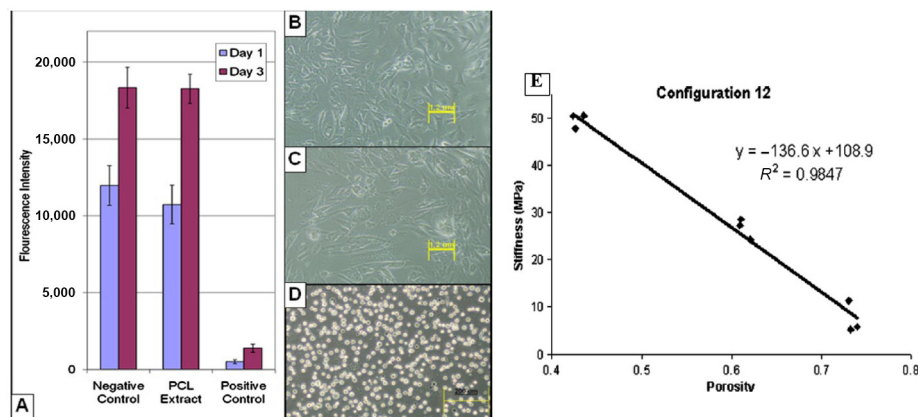 A
20,000
15,000
10,000
5,000
0
Flourescence Intensity
Day 1
Day 3
Negative
Control
PCL
Extract
Positive
Control
B
C
D
E
Configuration 12
y = –136.6 x +108.9
R² = 0.9847
Stiffness (MPa)
50
40
30
20
10
0
0.4
0.5
0.6
0.7
0.8
Porosity